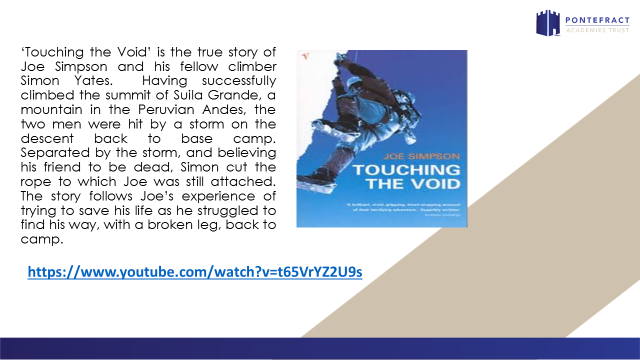 PONTEFRACT
ACADEMIES TRUST
‘Touching the Void’ is the true story of
Joe Simpson and his fellow climber
Simon Yates. Having successfully
climbed the summit of Suila Grande, a
mountain in the Peruvian Andes, the
two men were hit by a storm on the
descent back to base camp.
Separated by the storm, and believing
his friend to be dead, Simon cut the
rope to which Joe was still attached.
The story follows Joe’s experience of
trying to save his life as he struggled to
find his way, with a broken leg, back to
camp.
JOE SIMPSON
TOUCHING
THE VOID
https://www.youtube.com/watch?v=t65VrYZ2U9s